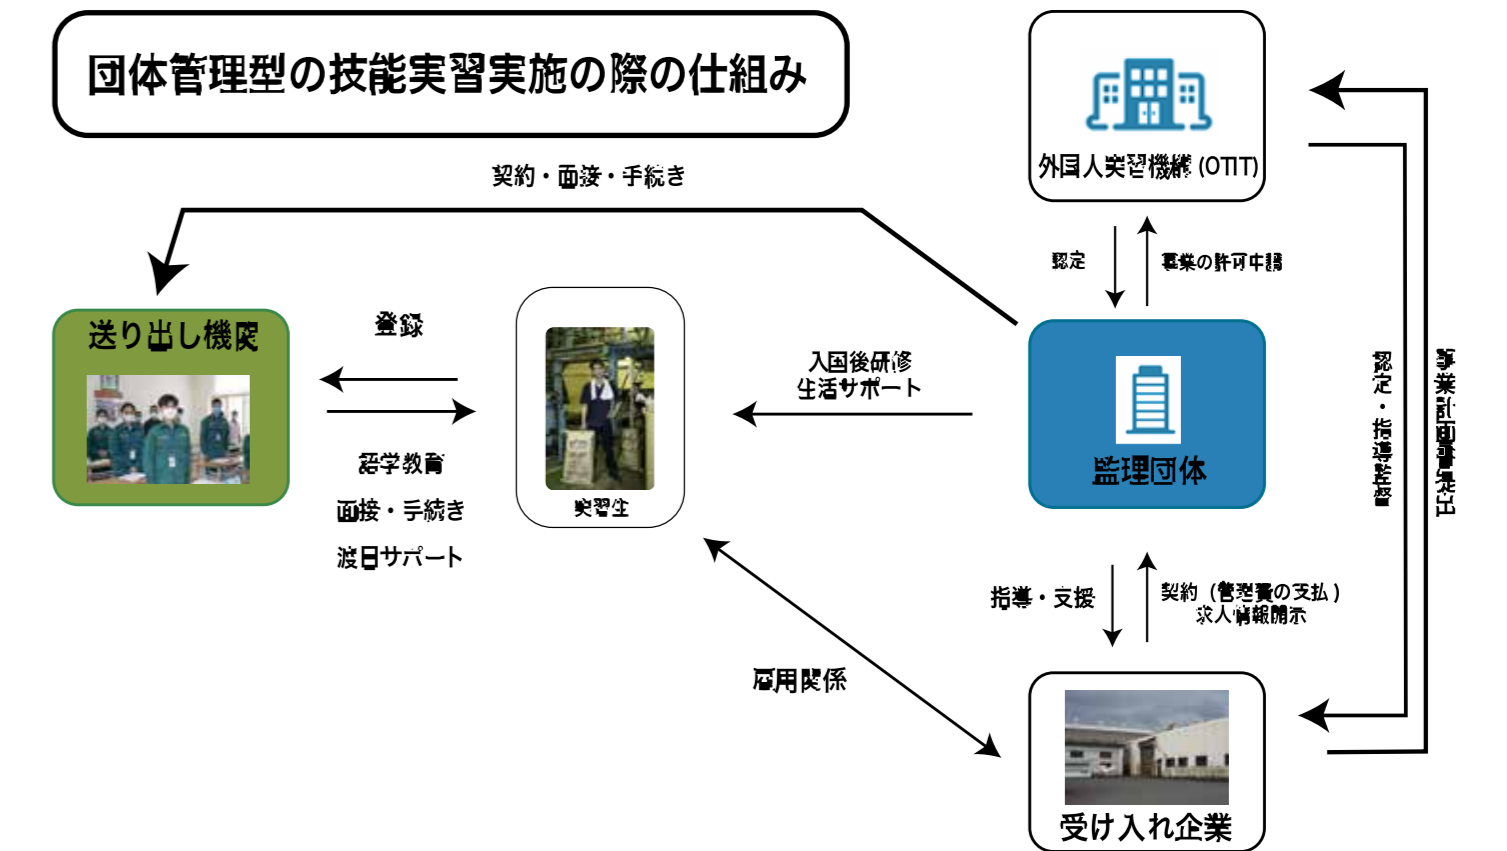 団体管理型の技能実習実施の際の仕組み
外国人実習機構 (OTIT)
契約・面接・手続き
認定
事業の許可申請
送り出し機関
登録
語学教育
面接・手続き
渡日サポート
実習生
入国後研修
生活サポート
監理団体
認定・指導監督
事業計画書提出
指導・支援
契約（管理費の支払）
求人情報開示
雇用関係
受け入れ企業